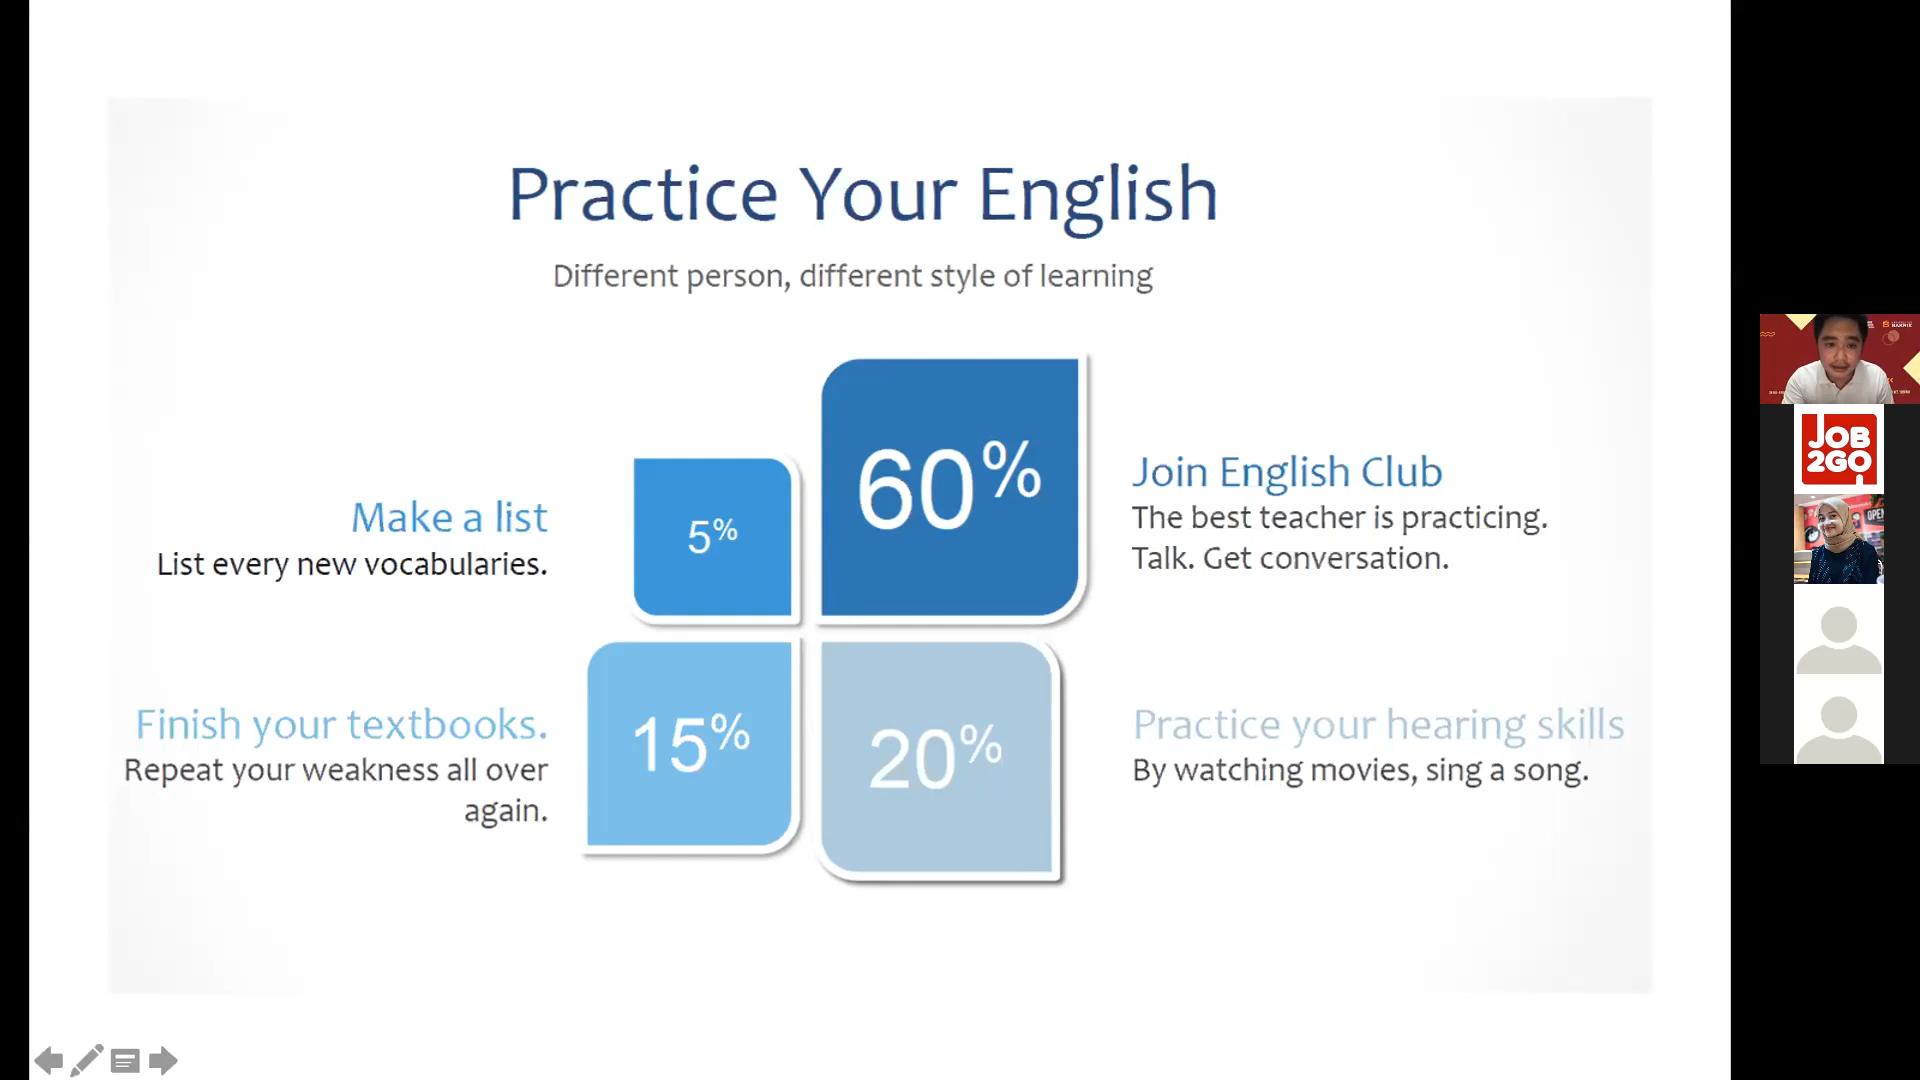 Practice Your English
Different person, different style of learning
5%
60%
Make a list
List every new vocabularies.
Join English Club
The best teacher is practicing.
Talk. Get conversation.
15%
20%
Finish your textbooks.
Repeat your weakness all over
again.
Practice your hearing skills
By watching movies, sing a song.
JOB
2GO
OPEN